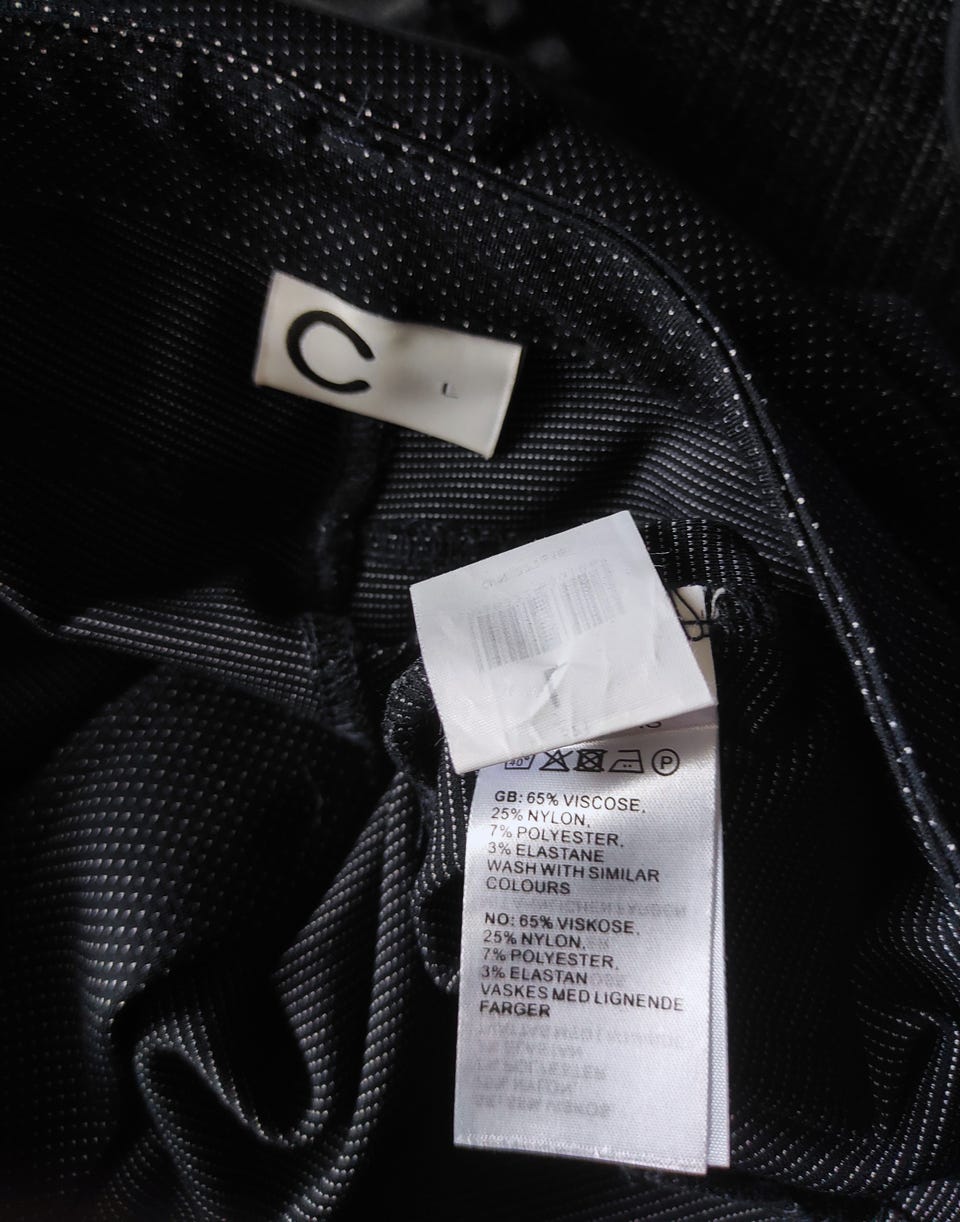 C L
40°
P
GB: 65% VISCOSE,
25% NYLON,
7% POLYESTER,
3% ELASTANE
WASH WITH SIMILAR
COLOURS
NO: 65% VISKOSE,
25% NYLON,
7% POLYESTER,
3% ELASTAN
VASKES MED LIGNENDE
FARGER